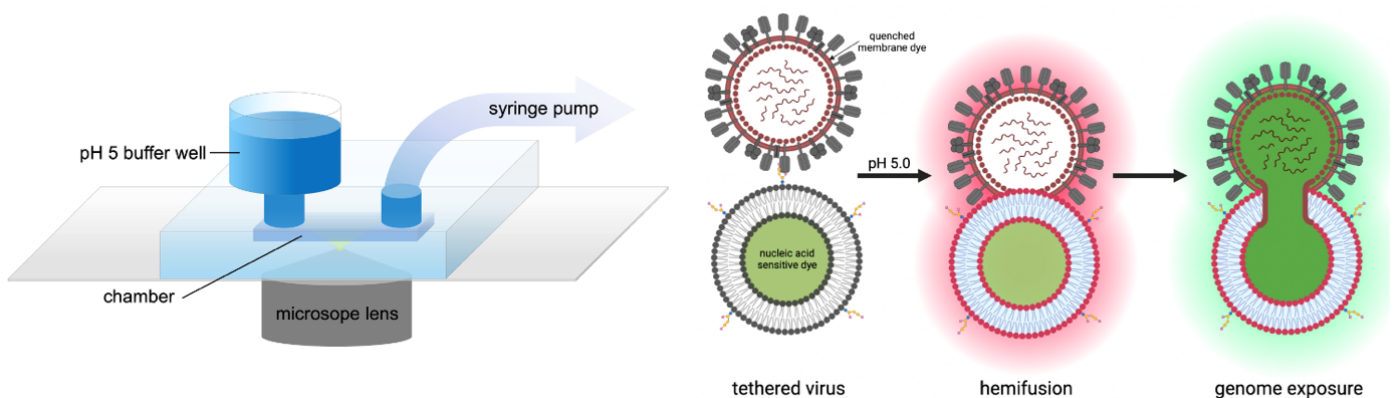 syringe pump
pH 5 buffer well
chamber
microsope lens
quenched
membrane dye
nucleic acid
sensitive dye
pH 5.0
tethered virus
hemifusion
genome exposure